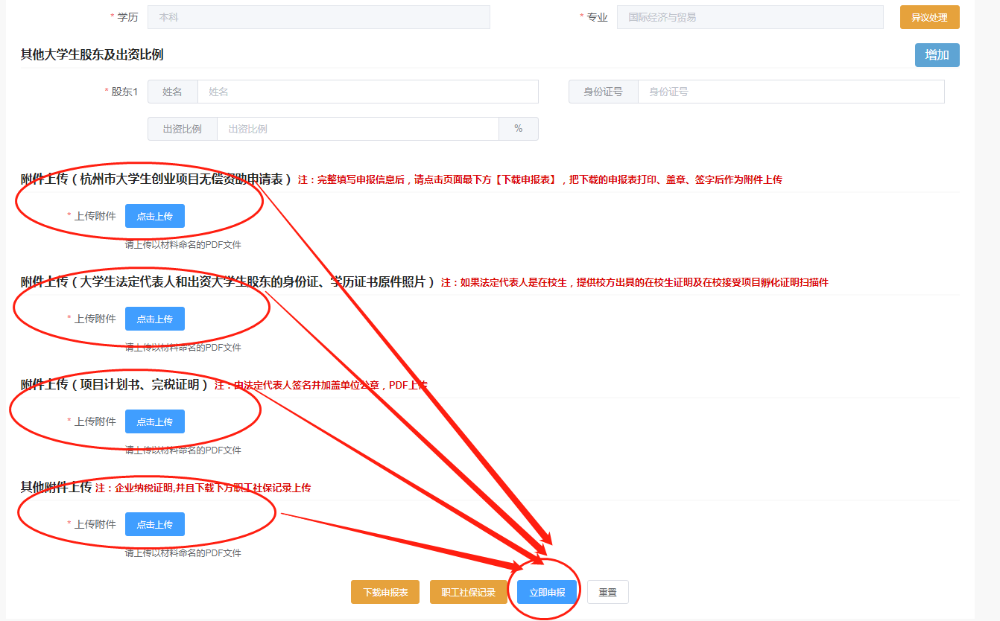 * 学历 本科 * 专业 国际经济与贸易 异议处理
其他大学生股东及出资比例 增加
* 股东1 姓名 姓名 身份证号 身份证号
出资比例 出资比例 %
附件上传（杭州市大学生创业项目无偿资助申请表） 注：完整填写申报信息后，请点击页面最下方【下载申报表】，把下载的申报表打印、盖章、签字后作为附件上传
* 上传附件 点击上传
请上传以材料命名的PDF文件
附件上传（大学生法定代表人和出资大学生股东的身份证、学历证书原件照片） 注：如果法定代表人是在校生，提供校方出具的在校生证明及在校接受项目孵化证明扫描件
* 上传附件 点击上传
请上传以材料命名的PDF文件
附件上传（项目计划书、完税证明） 注：由法定代表人签名并加盖单位公章，PDF上传
* 上传附件 点击上传
请上传以材料命名的PDF文件
其他附件上传 注：企业纳税证明,并且下载下方职工社保记录上传
* 上传附件 点击上传
请上传以材料命名的PDF文件
下载申报表 职工社保记录 立即申报 重置